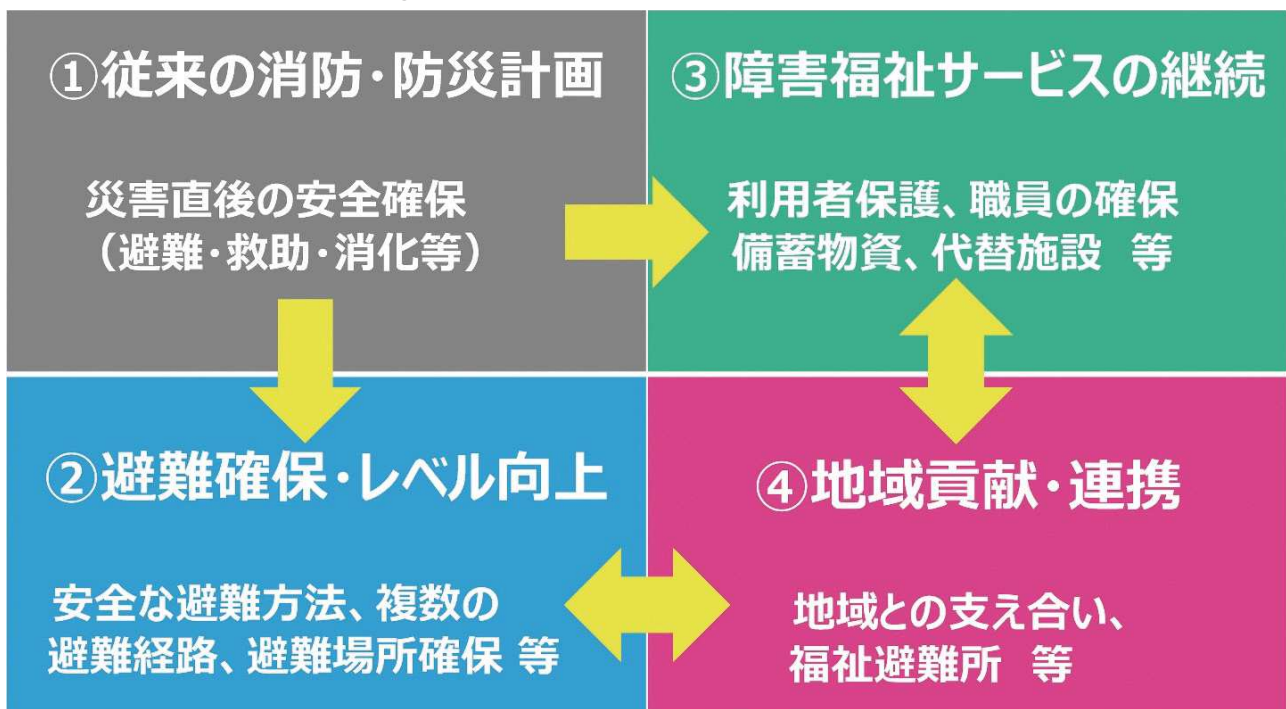 ①従来の消防・防災計画
災害直後の安全確保
（避難・救助・消化等）
②避難確保・レベル向上
安全な避難方法、複数の
避難経路、避難場所確保 等
③障害福祉サービスの継続
利用者保護、職員の確保
備蓄物資、代替施設 等
④地域貢献・連携
地域との支え合い、
福祉避難所 等